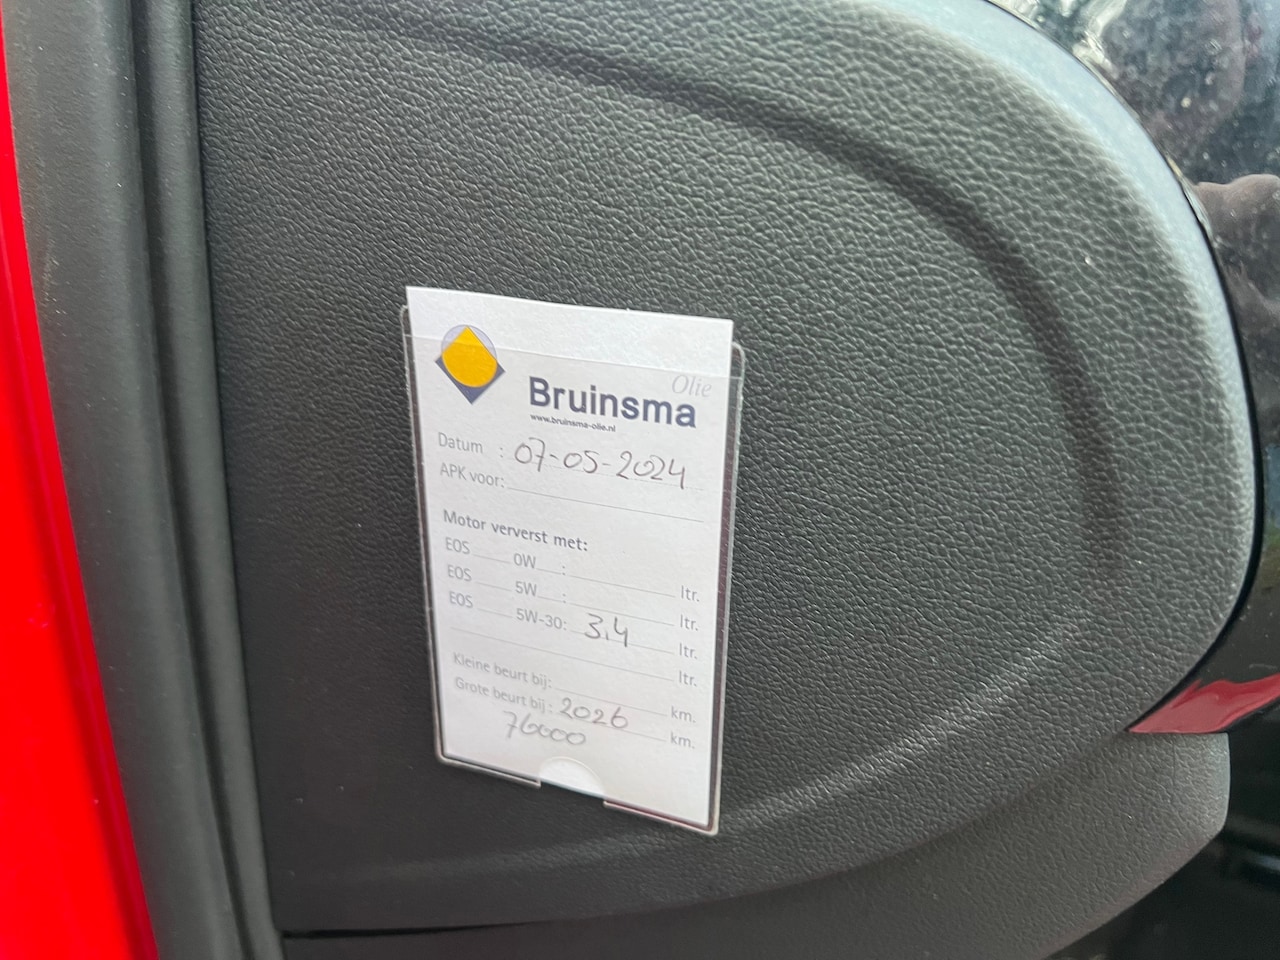 Olie
Bruinsma
www.bruinsma-olie.nl
Datum : 07-05-2024
APK voor:
Motor ververst met:
EOS 0W : ltr.
EOS 5W : ltr.
EOS 5W-30: 3,4 ltr.
ltr.
Kleine beurt bij: km.
Grote beurt bij: 2026 km.
76000